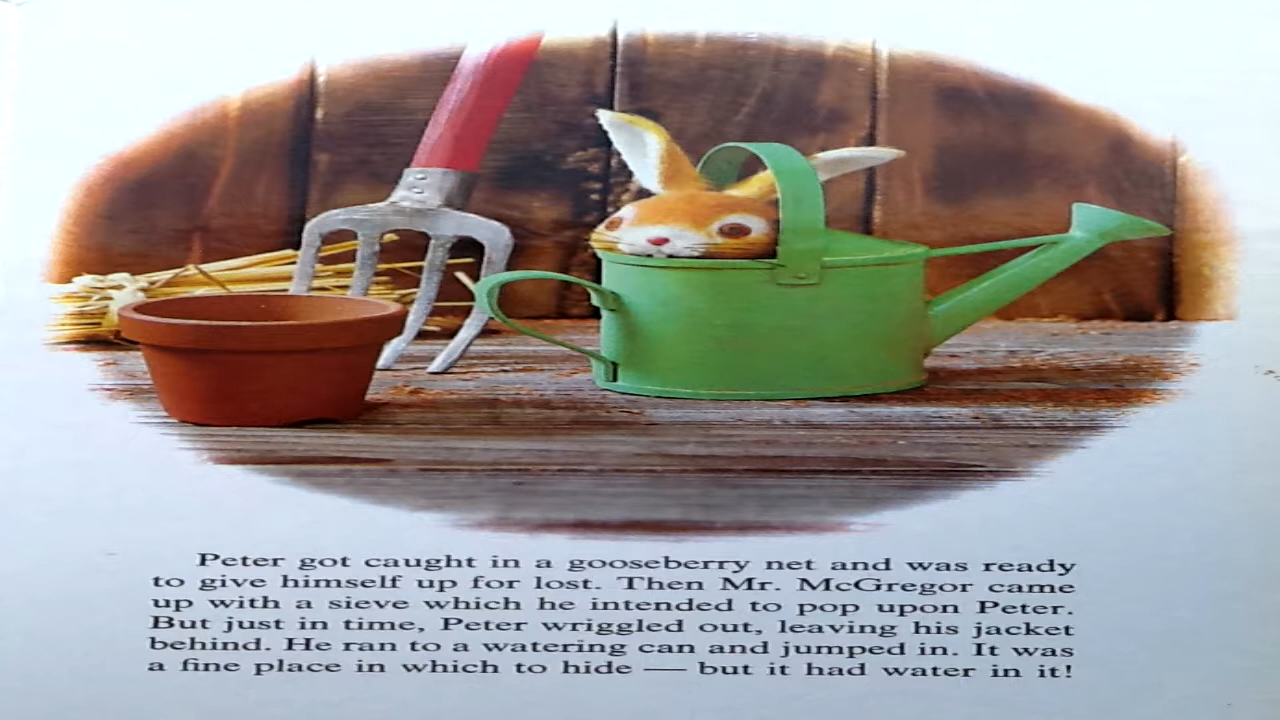 Peter got caught in a gooseberry net and was ready
to give himself up for lost. Then Mr. McGregor came
up with a sieve which he intended to pop upon Peter.
But just in time, Peter wriggled out, leaving his jacket
behind. He ran to a watering can and jumped in. It was
a fine place in which to hide — but it had water in it!